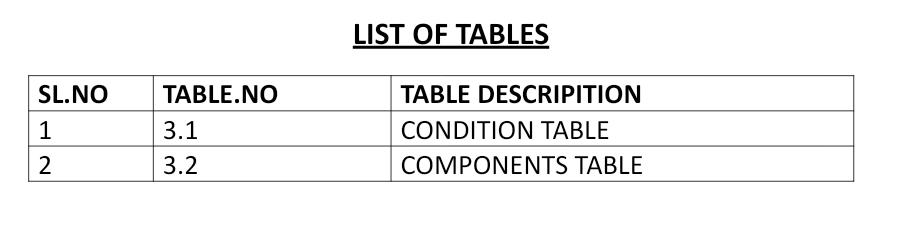 LIST OF TABLES
SL.NO TABLE.NO TABLE DESCRIPITION
1 3.1 CONDITION TABLE
2 3.2 COMPONENTS TABLE